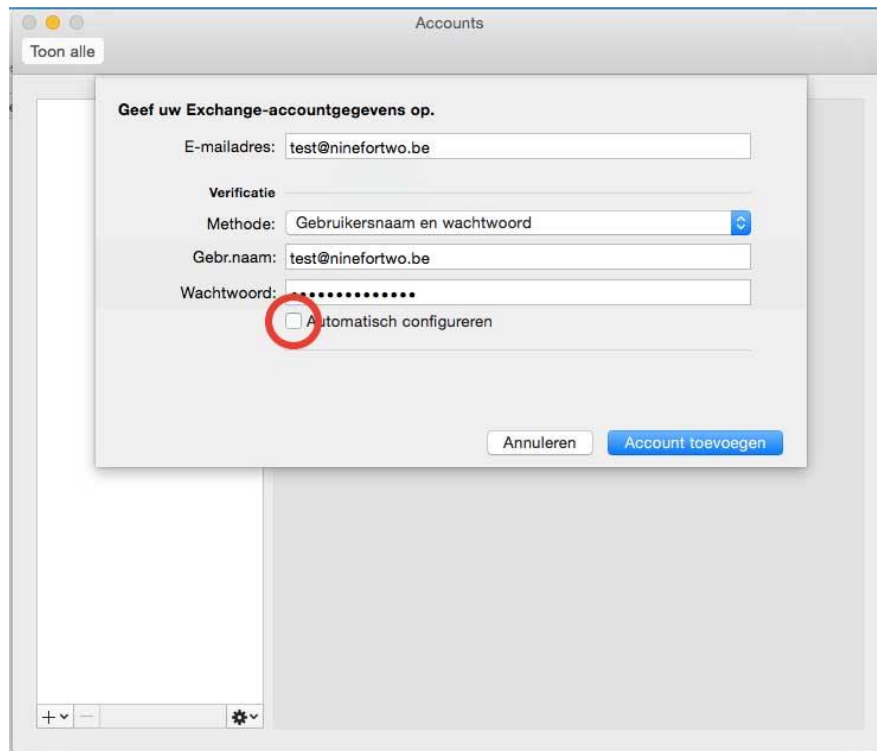 Accounts
Toon alle
Geef uw Exchange-accountgegevens op.
E-mailadres: test@ninefortwo.be
Verificatie
Methode: Gebruikersnaam en wachtwoord
Gebr.naam: test@ninefortwo.be
Wachtwoord: ••••••••••••••
Automatisch configureren
Annuleren Account toevoegen